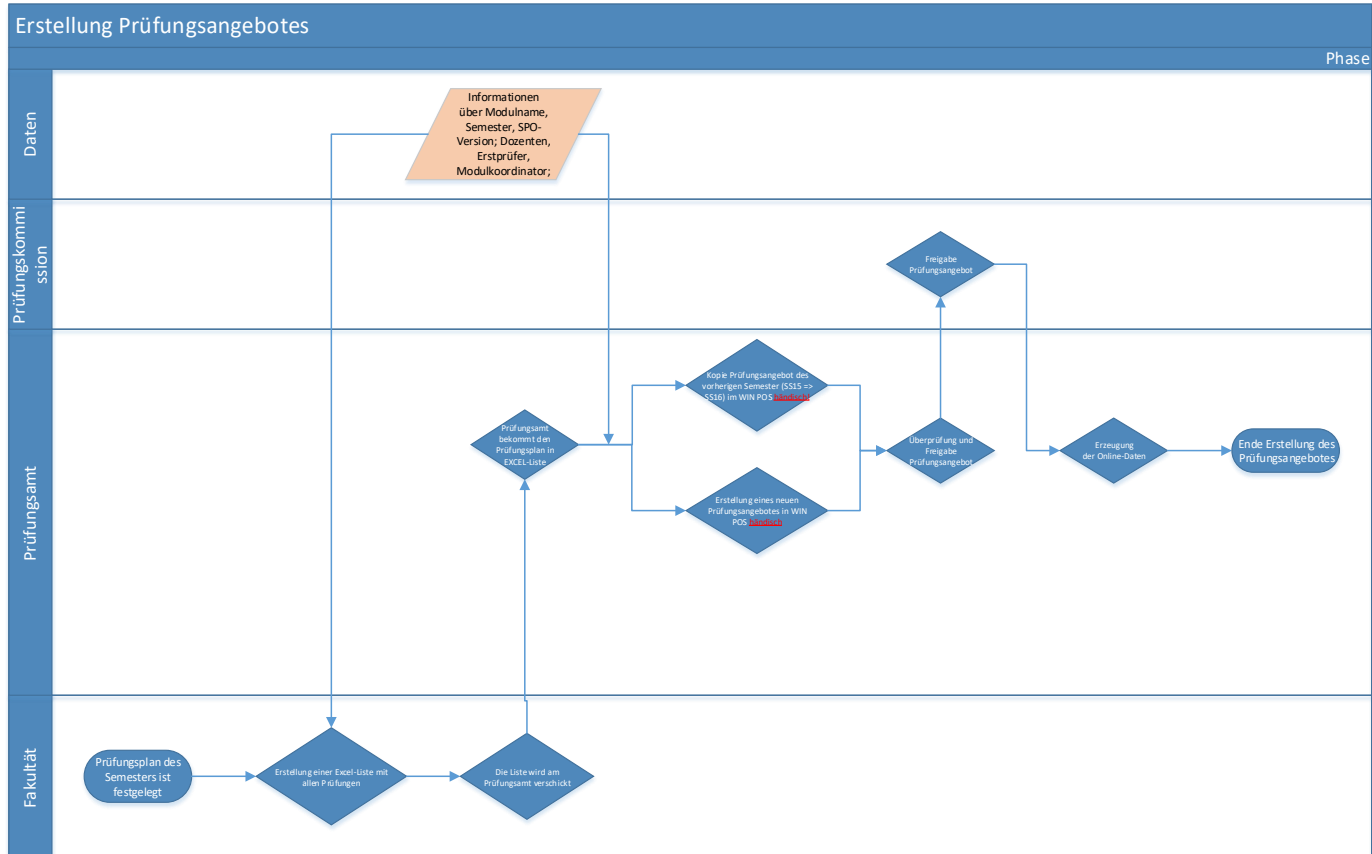 Erstellung Prüfungsangebotes
Phase
Daten
Informationen
über Modulname,
Semester, SPO-
Version; Dozenten,
Erstprüfer,
Modulkoordinator;
Prüfungskommi
ssion
Freigabe
Prüfungsangebot
Prüfungsamt
Prüfungsamt
bekommt den
Prüfungsplan in
EXCEL-Liste
Kopie Prüfungsangebot des
vorherigen Semester (SS15 =>
SS16) im WIN POS händisch!
Erstellung eines neuen
Prüfungsangebotes in WIN
POS händisch
Überprüfung und
Freigabe
Prüfungsangebot
Erzeugung
der Online-Daten
Ende Erstellung des
Prüfungsangebotes
Fakultät
Prüfungsplan des
Semesters ist
festgelegt
Erstellung einer Excel-Liste mit
allen Prüfungen
Die Liste wird am
Prüfungsamt verschickt